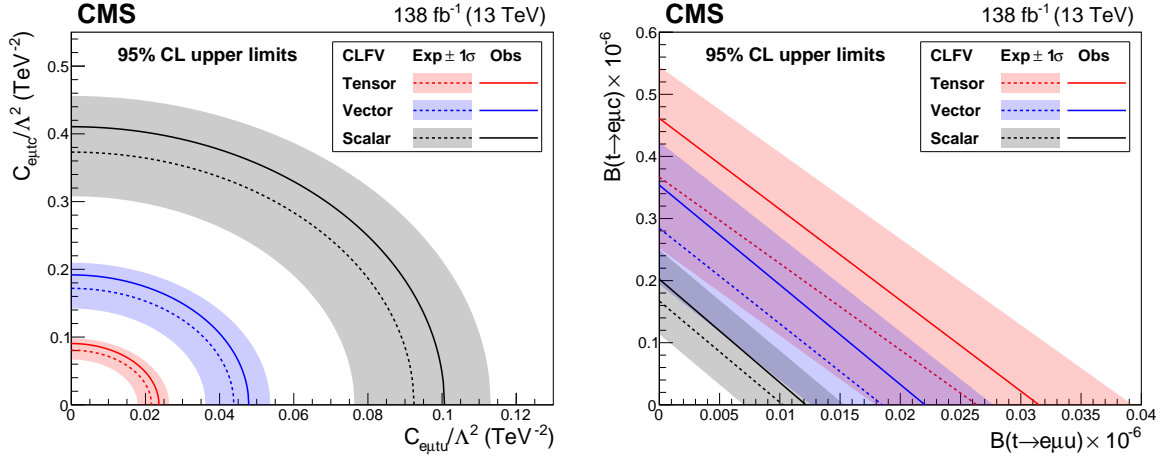 CMS 138 fb⁻¹ (13 TeV)
95% CL upper limits
CLFV Exp ± 1σ Obs
Tensor
Vector
Scalar
C_eμtc/Λ² (TeV⁻²)
0.5
0.4
0.3
0.2
0.1
0
0 0.02 0.04 0.06 0.08 0.1 0.12
C_eμtu/Λ² (TeV⁻²)
CMS 138 fb⁻¹ (13 TeV)
95% CL upper limits
CLFV Exp ± 1σ Obs
Tensor
Vector
Scalar
B(t→eμc) × 10⁻⁶
0.6
0.5
0.4
0.3
0.2
0.1
0
0.005 0.01 0.015 0.02 0.025 0.03 0.035 0.04
B(t→eμu) × 10⁻⁶